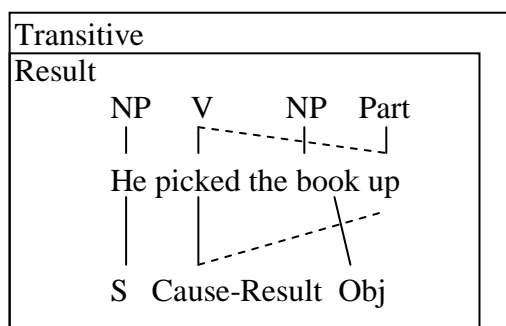 Transitive
Result
NP V NP Part
He picked the book up
S Cause-Result Obj